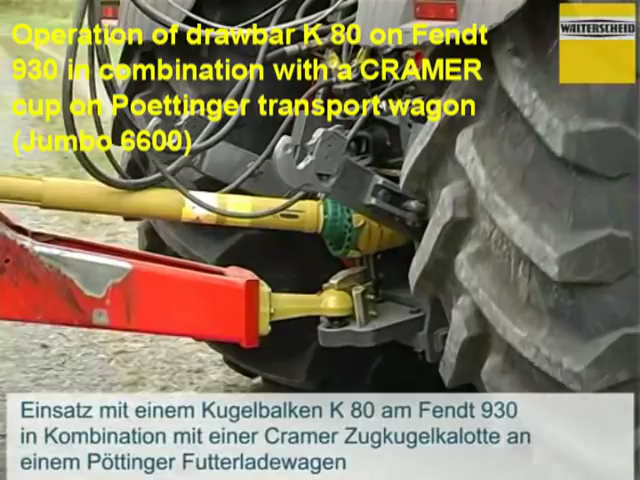 Operation of drawbar K 80 on Fendt
930 in combination with a CRAMER
cup on Poettinger transport wagon
(Jumbo 6600)
WALTERSCHEID
Einsatz mit einem Kugelbalken K 80 am Fendt 930
in Kombination mit einer Cramer Zugkugelkalotte an
einem Pöttinger Futterladewagen